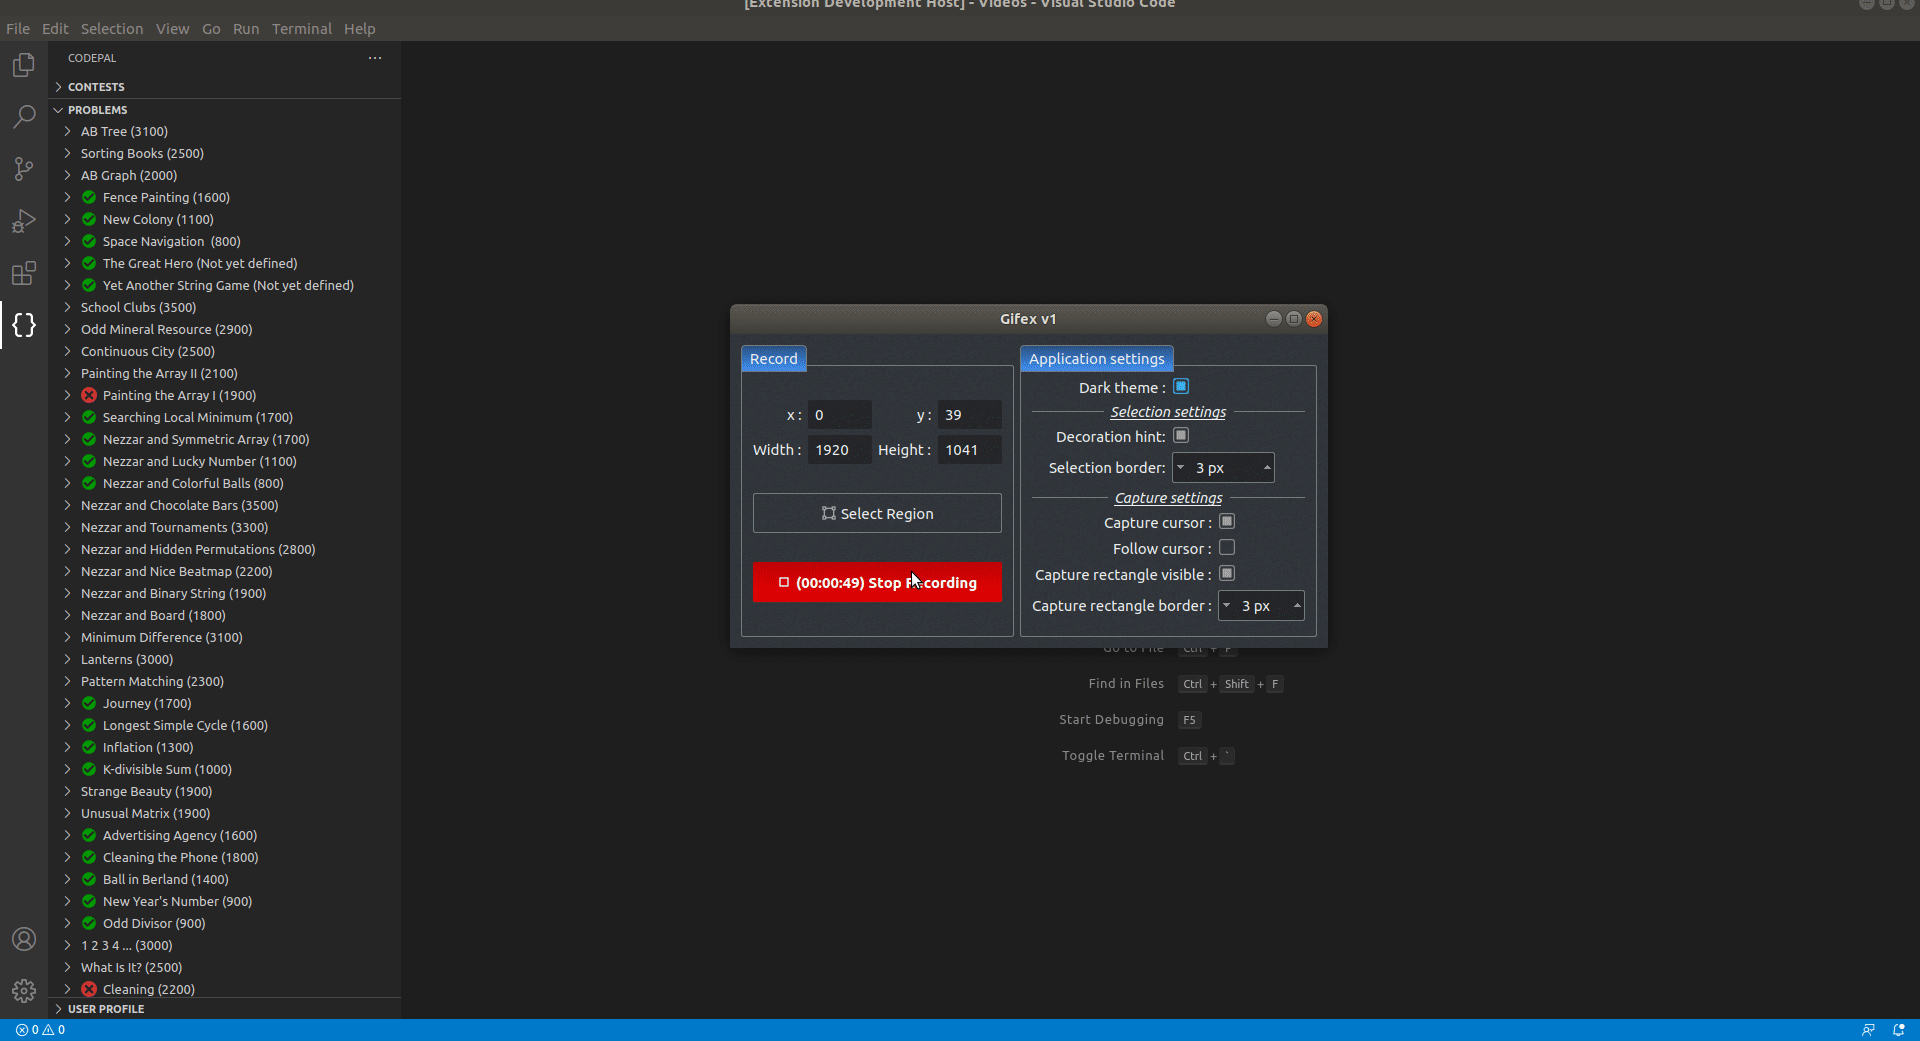 [Extension Development Host] - Videos - Visual Studio Code
File Edit Selection View Go Run Terminal Help
CODEPAL
CONTESTS
PROBLEMS
AB Tree (3100)
Sorting Books (2500)
AB Graph (2000)
Fence Painting (1600)
New Colony (1100)
Space Navigation (800)
The Great Hero (Not yet defined)
Yet Another String Game (Not yet defined)
School Clubs (3500)
Odd Mineral Resource (2900)
Continuous City (2500)
Painting the Array II (2100)
Painting the Array I (1900)
Searching Local Minimum (1700)
Nezzar and Symmetric Array (1700)
Nezzar and Lucky Number (1100)
Nezzar and Colorful Balls (800)
Nezzar and Chocolate Bars (3500)
Nezzar and Tournaments (3300)
Nezzar and Hidden Permutations (2800)
Nezzar and Nice Beatmap (2200)
Nezzar and Binary String (1900)
Nezzar and Board (1800)
Minimum Difference (3100)
Lanterns (3000)
Pattern Matching (2300)
Journey (1700)
Longest Simple Cycle (1600)
Inflation (1300)
K-divisible Sum (1000)
Strange Beauty (1900)
Unusual Matrix (1900)
Advertising Agency (1600)
Cleaning the Phone (1800)
Ball in Berland (1400)
New Year's Number (900)
Odd Divisor (900)
1 2 3 4 ... (3000)
What Is It? (2500)
Cleaning (2200)
USER PROFILE
0 0
Gifex v1
Record
x : 0 y : 39
Width : 1920 Height : 1041
Select Region
(00:00:49) Stop Recording
Application settings
Dark theme :
Selection settings
Decoration hint:
Selection border: 3 px
Capture settings
Capture cursor :
Follow cursor :
Capture rectangle visible :
Capture rectangle border : 3 px
Go to File Ctrl + P
Find in Files Ctrl + Shift + F
Start Debugging F5
Toggle Terminal Ctrl + `